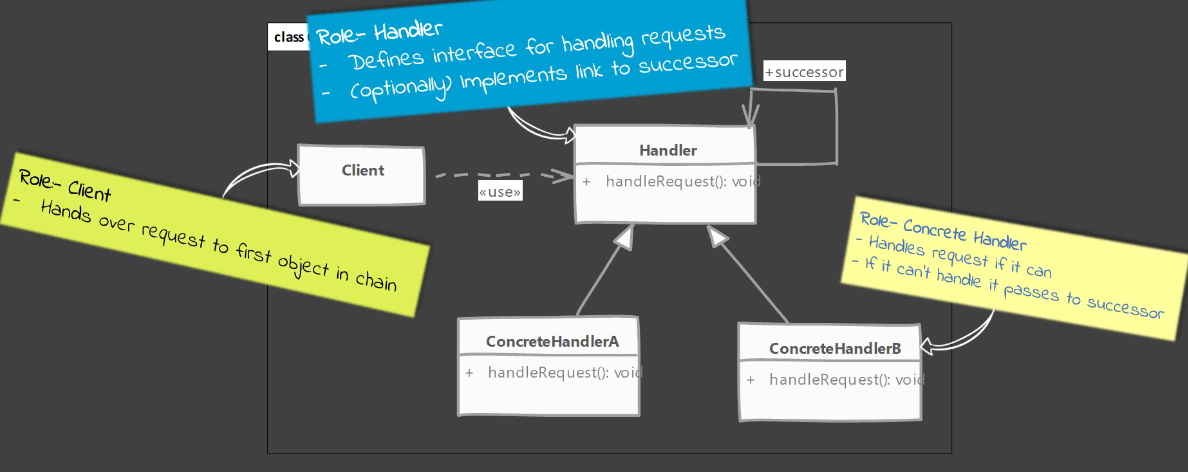 class
Role:- Handler
- Defines interface for handling requests
- (optionally) Implements link to successor
+successor
Handler
+ handleRequest(): void
Client
«use»
Role:- Client
- Hands over request to first object in chain
Role:- Concrete Handler
- Handles request if it can
- If it can't handle it passes to successor
ConcreteHandlerA
+ handleRequest(): void
ConcreteHandlerB
+ handleRequest(): void